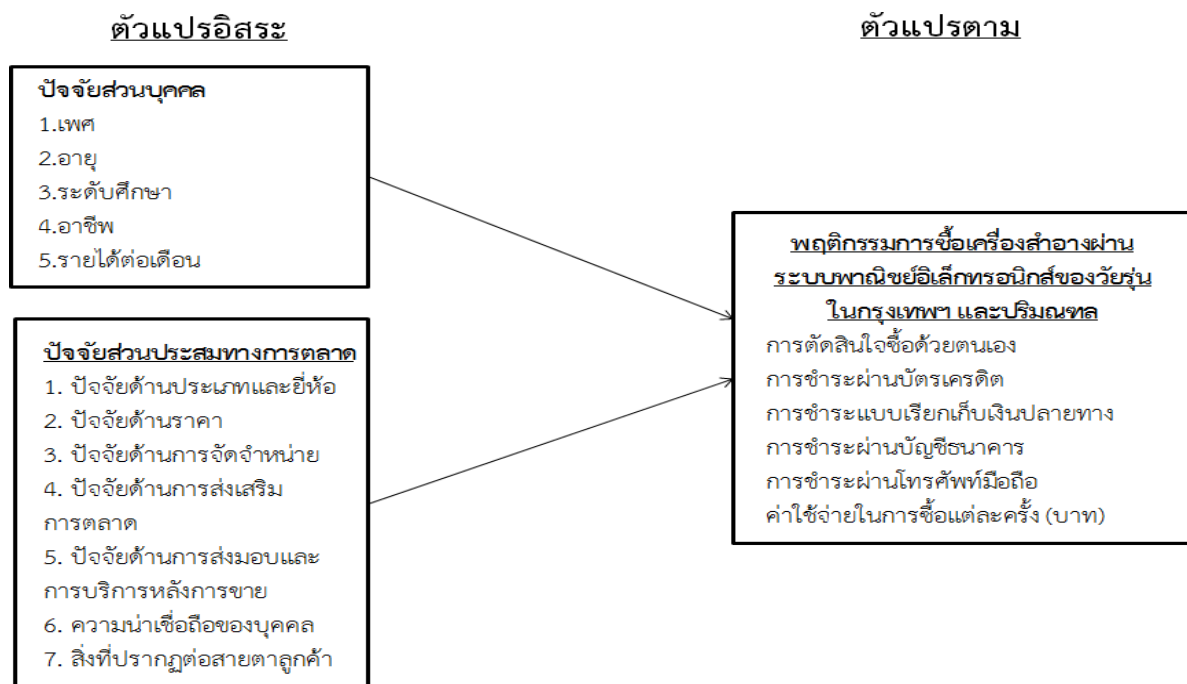 ตัวแปรอิสระ
ตัวแปรตาม
ปัจจัยส่วนบุคคล
1.เพศ
2.อายุ
3.ระดับศึกษา
4.อาชีพ
5.รายได้ต่อเดือน
ปัจจัยส่วนประสมทางการตลาด
1. ปัจจัยด้านประเภทและยี่ห้อ
2. ปัจจัยด้านราคา
3. ปัจจัยด้านการจัดจำหน่าย
4. ปัจจัยด้านการส่งเสริม
การตลาด
5. ปัจจัยด้านการส่งมอบและ
การบริการหลังการขาย
6. ความน่าเชื่อถือของบุคคล
7. สิ่งที่ปรากฏต่อสายตาลูกค้า
พฤติกรรมการซื้อเครื่องสำอางผ่าน
ระบบพาณิชย์อิเล็กทรอนิกส์ของวัยรุ่น
ในกรุงเทพฯ และปริมณฑล
การตัดสินใจซื้อด้วยตนเอง
การชำระผ่านบัตรเครดิต
การชำระแบบเรียกเก็บเงินปลายทาง
การชำระผ่านบัญชีธนาคาร
การชำระผ่านโทรศัพท์มือถือ
ค่าใช้จ่ายในการซื้อแต่ละครั้ง (บาท)